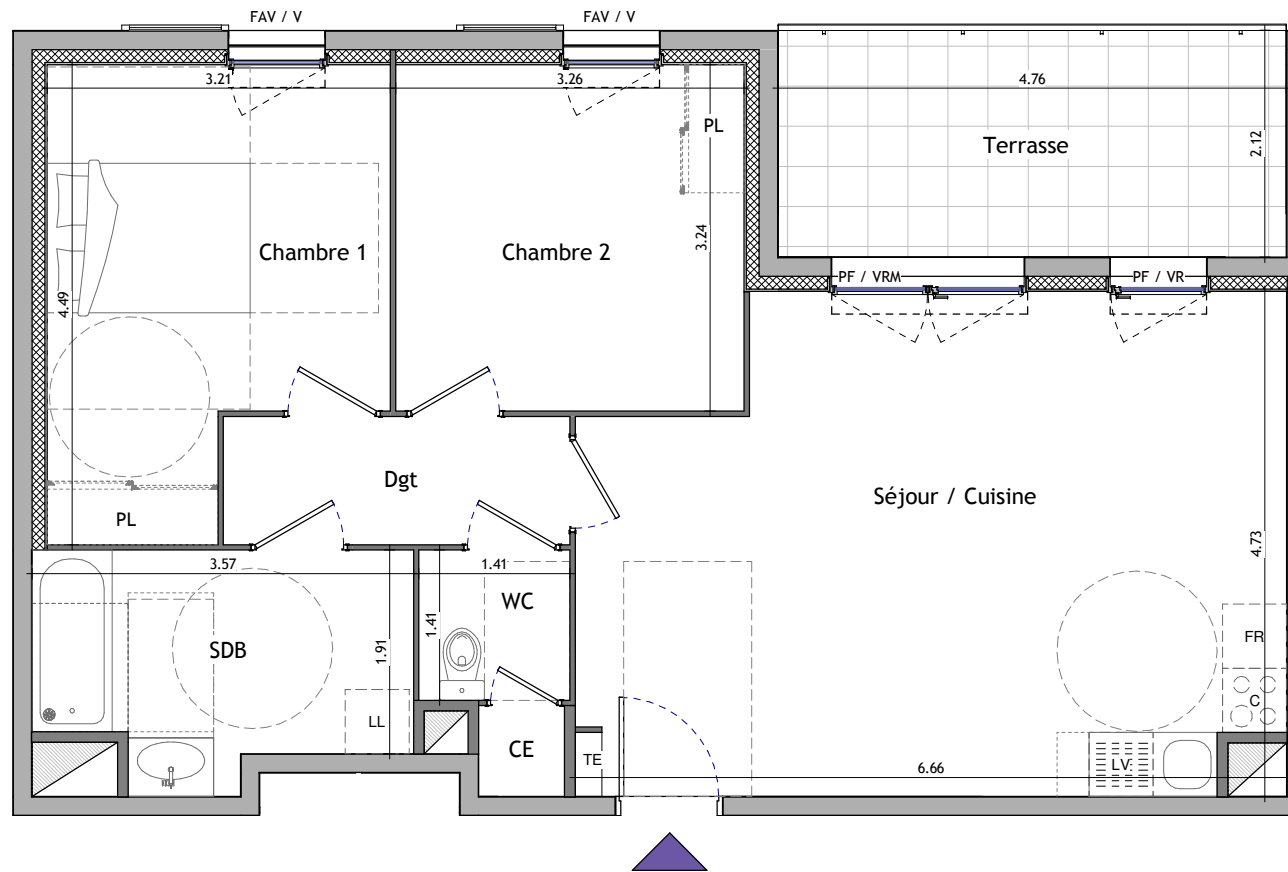 FAV / V
FAV / V
3.21
3.26
4.76
PL
Terrasse
2.12
Chambre 1
Chambre 2
3.24
PF / VRM
PF / VR
4.49
Dgt
Séjour / Cuisine
PL
4.73
3.57
1.41
WC
1.41
SDB
1.91
FR
LL
C
CE
TE
LV
6.66